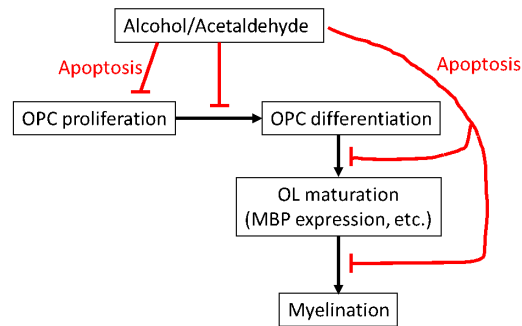 Alcohol/Acetaldehyde
Apoptosis
Apoptosis
OPC proliferation
OPC differentiation
OL maturation
(MBP expression, etc.)
Myelination